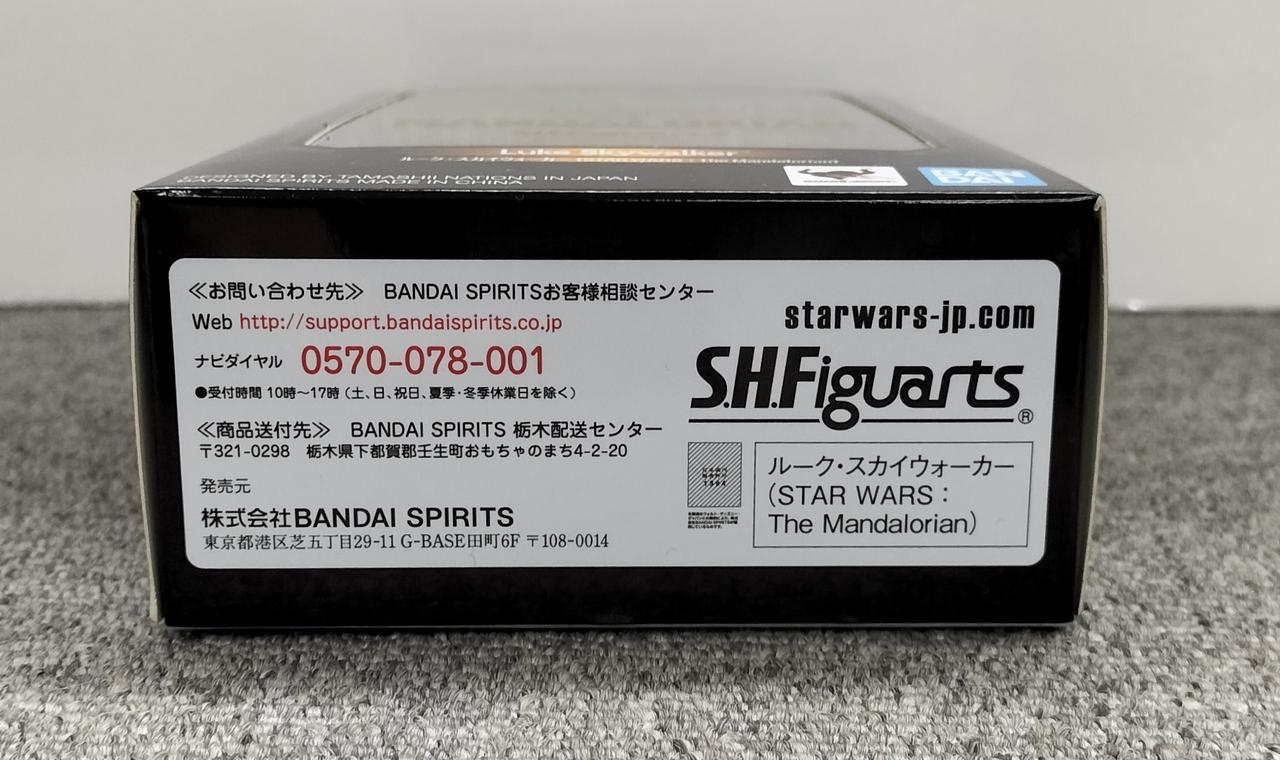 Luke Skywalker
DESIGNED BY TAMASHII NATIONS IN JAPAN
MADE IN CHINA
BAN
DAI
≪お問い合わせ先≫ BANDAI SPIRITSお客様相談センター
Web http://support.bandaispirits.co.jp
ナビダイヤル 0570-078-001
●受付時間 10時～17時（土、日、祝日、夏季・冬季休業日を除く）
≪商品送付先≫ BANDAI SPIRITS 栃木配送センター
〒321-0298 栃木県下都賀郡壬生町おもちゃのまち4-2-20
発売元
株式会社BANDAI SPIRITS
東京都港区芝五丁目29-11 G-BASE田町6F 〒108-0014
starwars-jp.com
S.H.Figuarts®
ルーク・スカイウォーカー
（STAR WARS：
The Mandalorian）